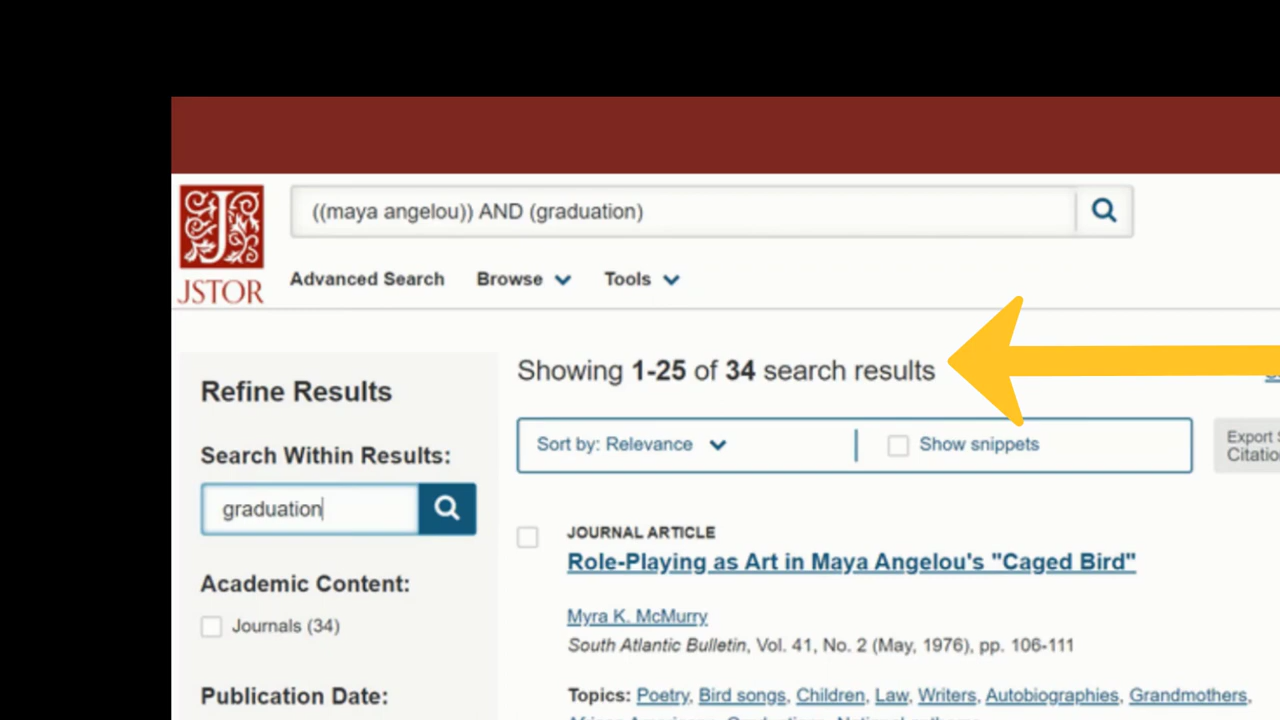 ((maya angelou)) AND (graduation)
JSTOR
Advanced Search Browse Tools
Showing 1-25 of 34 search results
Refine Results
Sort by: Relevance Show snippets
Export
Search Within Results:
graduation
JOURNAL ARTICLE
Role-Playing as Art in Maya Angelou's "Caged Bird"
Academic Content:
Journals (34)
Myra K. McMurry
South Atlantic Bulletin, Vol. 41, No. 2 (May, 1976), pp. 106-111
Publication Date:
Topics: Poetry, Bird songs, Children, Law, Writers, Autobiographies, Grandmothers,